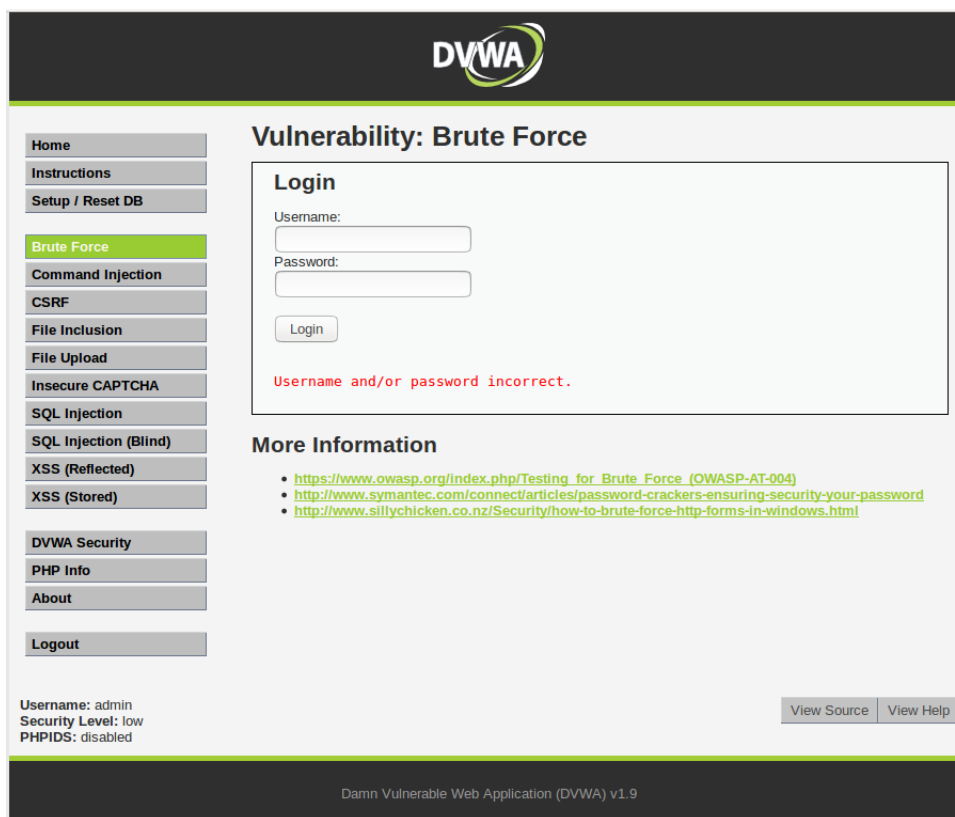 DVWA
Home
Instructions
Setup / Reset DB
Brute Force
Command Injection
CSRF
File Inclusion
File Upload
Insecure CAPTCHA
SQL Injection
SQL Injection (Blind)
XSS (Reflected)
XSS (Stored)
DVWA Security
PHP Info
About
Logout
Username: admin
Security Level: low
PHPIDS: disabled
Vulnerability: Brute Force
Login
Username:
Password:
Login
Username and/or password incorrect.
More Information
https://www.owasp.org/index.php/Testing_for_Brute_Force_(OWASP-AT-004)
http://www.symantec.com/connect/articles/password-crackers-ensuring-security-your-password
http://www.sillychicken.co.nz/Security/how-to-brute-force-http-forms-in-windows.html
View Source
View Help
Damn Vulnerable Web Application (DVWA) v1.9